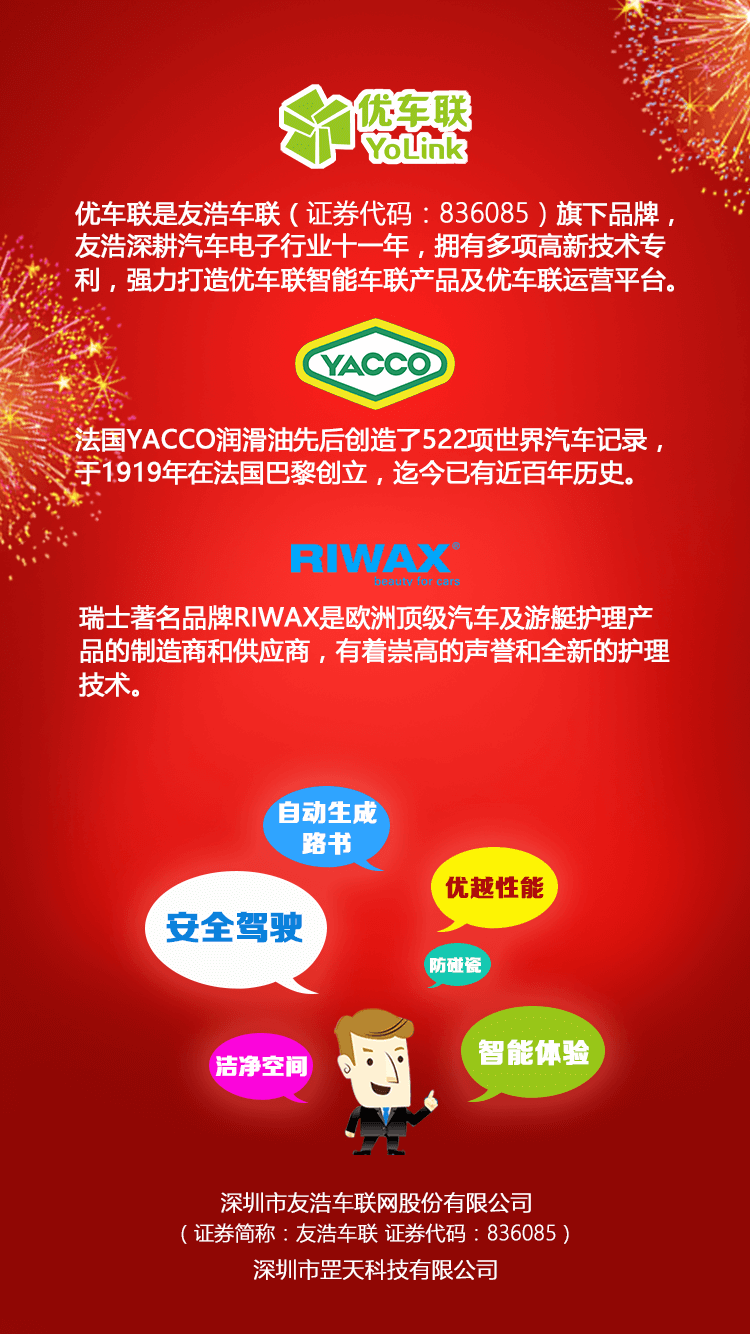 优车联
YoLink
优车联是友浩车联（证券代码：836085）旗下品牌，
友浩深耕汽车电子行业十一年，拥有多项高新技术专
利，强力打造优车联智能车联产品及优车联运营平台。
YACCO
法国YACCO润滑油先后创造了522项世界汽车记录，
于1919年在法国巴黎创立，迄今已有近百年历史。
RIWAX®
beauty for cars
瑞士著名品牌RIWAX是欧洲顶级汽车及游艇护理产
品的制造商和供应商，有着崇高的声誉和全新的护理
技术。
自动生成
路书
优越性能
安全驾驶
防碰瓷
智能体验
洁净空间
深圳市友浩车联网股份有限公司
（证券简称：友浩车联 证券代码：836085）
深圳市罡天科技有限公司